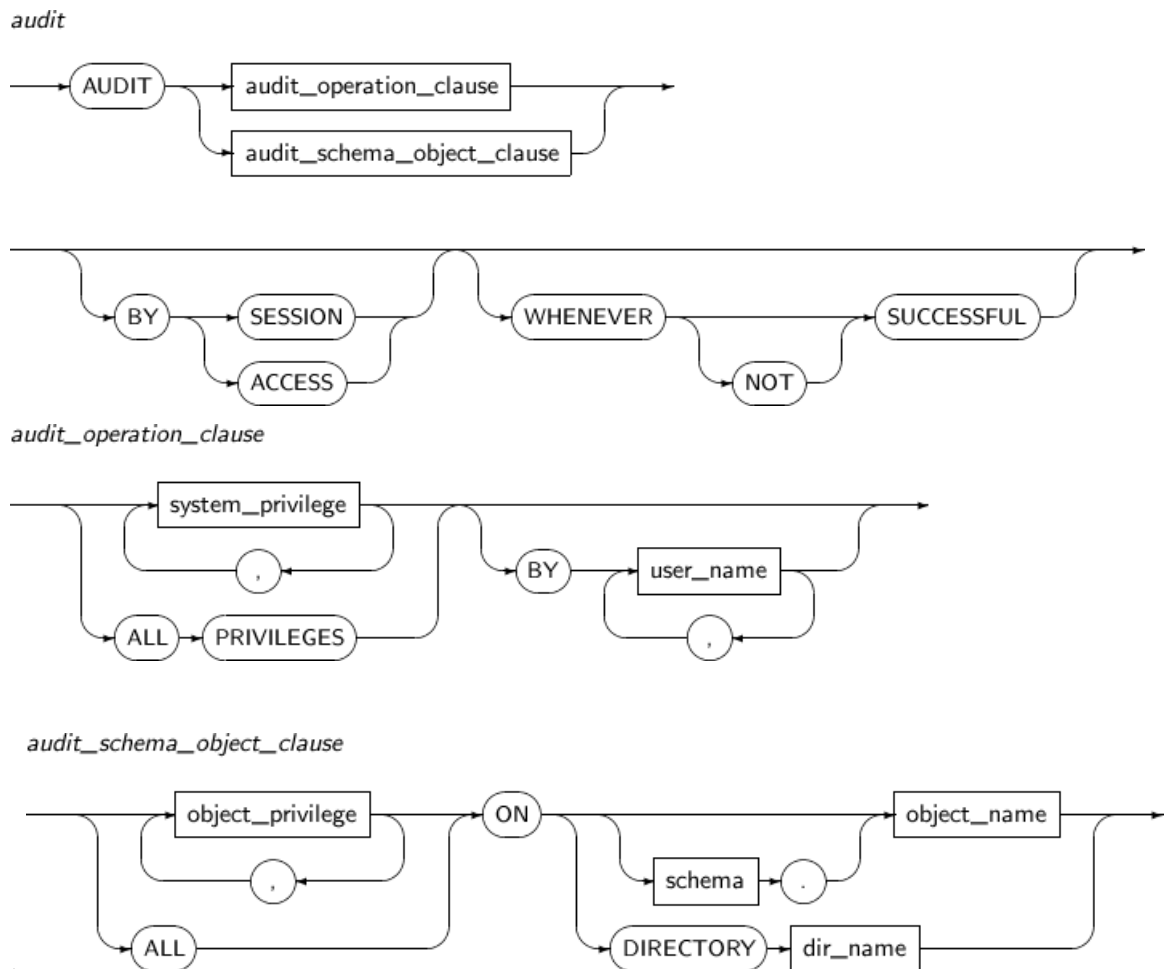 audit
AUDIT audit_operation_clause
audit_schema_object_clause
BY SESSION WHENEVER SUCCESSFUL
ACCESS NOT
audit_operation_clause
system_privilege
, BY user_name
ALL PRIVILEGES ,
audit_schema_object_clause
object_privilege ON object_name
, schema .
ALL DIRECTORY dir_name